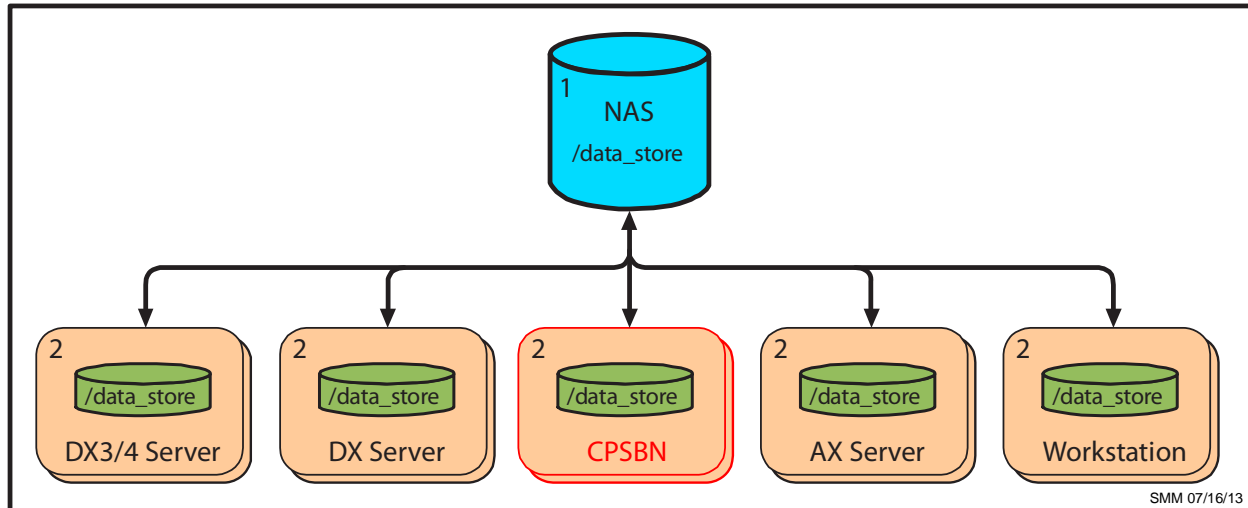 1
NAS
/data_store
2
/data_store
DX3/4 Server
2
/data_store
DX Server
2
/data_store
CPSBN
2
/data_store
AX Server
2
/data_store
Workstation
SMM 07/16/13